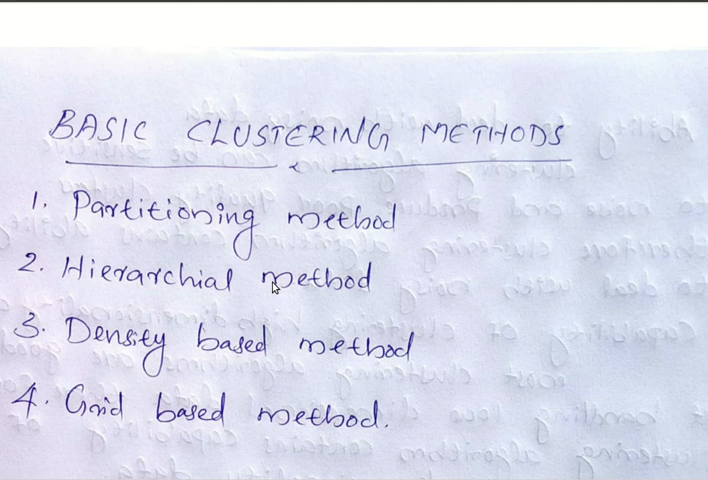 BASIC CLUSTERING METHODS
1. Partitioning method
2. Hierarchial method
3. Density based method
4. Grid based method.